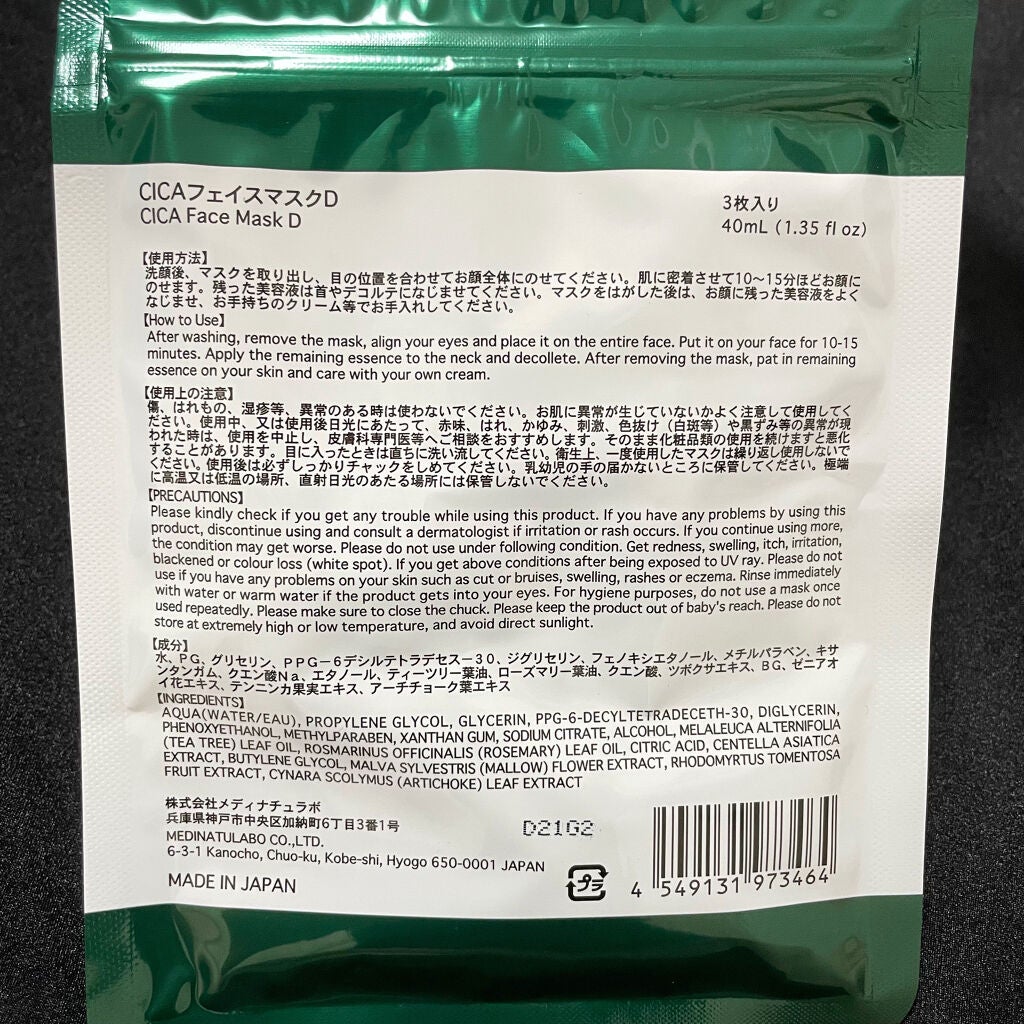 CICAフェイスマスクD
CICA Face Mask D
3枚入り
40mL (1.35 fl oz)
【使用方法】
洗顔後、マスクを取り出し、目の位置を合わせてお顔全体にのせてください。肌に密着させて10〜15分ほどお顔に
のせます。残った美容液は首やデコルテになじませてください。マスクをはがした後は、お顔に残った美容液をよく
なじませ、お手持ちのクリーム等でお手入れしてください。
【How to Use】
After washing, remove the mask, align your eyes and place it on the entire face. Put it on your face for 10-15
minutes. Apply the remaining essence to the neck and decollete. After removing the mask, pat in remaining
essence on your skin and care with your own cream.
【使用上の注意】
傷、はれもの、湿疹等、異常のある時は使わないでください。お肌に異常が生じていないかよく注意して使用してく
ださい。使用中、又は使用後日光にあたって、赤味、はれ、かゆみ、刺激、色抜け（白斑等）や黒ずみ等の異常が現
われた時は、使用を中止し、皮膚科専門医等へご相談をおすすめします。そのまま化粧品類の使用を続けますと悪化
することがあります。目に入ったときは直ちに洗い流してください。衛生上、一度使用したマスクは繰り返し使用しないで
ください。使用後は必ずしっかりチャックをしめてください。乳幼児の手の届かないところに保管してください。極端
に高温又は低温の場所、直射日光のあたる場所には保管しないでください。
【PRECAUTIONS】
Please kindly check if you get any trouble while using this product. If you have any problems by using this
product, discontinue using and consult a dermatologist if irritation or rash occurs. If you continue using more,
the condition may get worse. Please do not use under following condition. Get redness, swelling, itch, irritation,
blackened or colour loss (white spot). If you get above conditions after being exposed to UV ray. Please do not
use if you have any problems on your skin such as cut or bruises, swelling, rashes or eczema. Rinse immediately
with water or warm water if the product gets into your eyes. For hygiene purposes, do not use a mask once
used repeatedly. Please make sure to close the chuck. Please keep the product out of baby's reach. Please do not
store at extremely high or low temperature, and avoid direct sunlight.
【成分】
水、ＰＧ、グリセリン、ＰＰＧ－６デシルテトラデセス－３０、ジグリセリン、フェノキシエタノール、メチルパラベン、キサ
ンタンガム、クエン酸Ｎａ、エタノール、ティーツリー葉油、ローズマリー葉油、クエン酸、ツボクサエキス、ＢＧ、ゼニアオ
イ花エキス、テンニンカ果実エキス、アーチチョーク葉エキス
【INGREDIENTS】
AQUA(WATER/EAU), PROPYLENE GLYCOL, GLYCERIN, PPG-6-DECYLTETRADECETH-30, DIGLYCERIN,
PHENOXYETHANOL, METHYLPARABEN, XANTHAN GUM, SODIUM CITRATE, ALCOHOL, MELALEUCA ALTERNIFOLIA
(TEA TREE) LEAF OIL, ROSMARINUS OFFICINALIS (ROSEMARY) LEAF OIL, CITRIC ACID, CENTELLA ASIATICA
EXTRACT, BUTYLENE GLYCOL, MALVA SYLVESTRIS (MALLOW) FLOWER EXTRACT, RHODOMYRTUS TOMENTOSA
FRUIT EXTRACT, CYNARA SCOLYMUS (ARTICHOKE) LEAF EXTRACT
株式会社メディナチュラボ
兵庫県神戸市中央区加納町6丁目3番1号
MEDINATULABO CO.,LTD.
6-3-1 Kanocho, Chuo-ku, Kobe-shi, Hyogo 650-0001 JAPAN
MADE IN JAPAN
D21G2
プラ
4 549131 973464